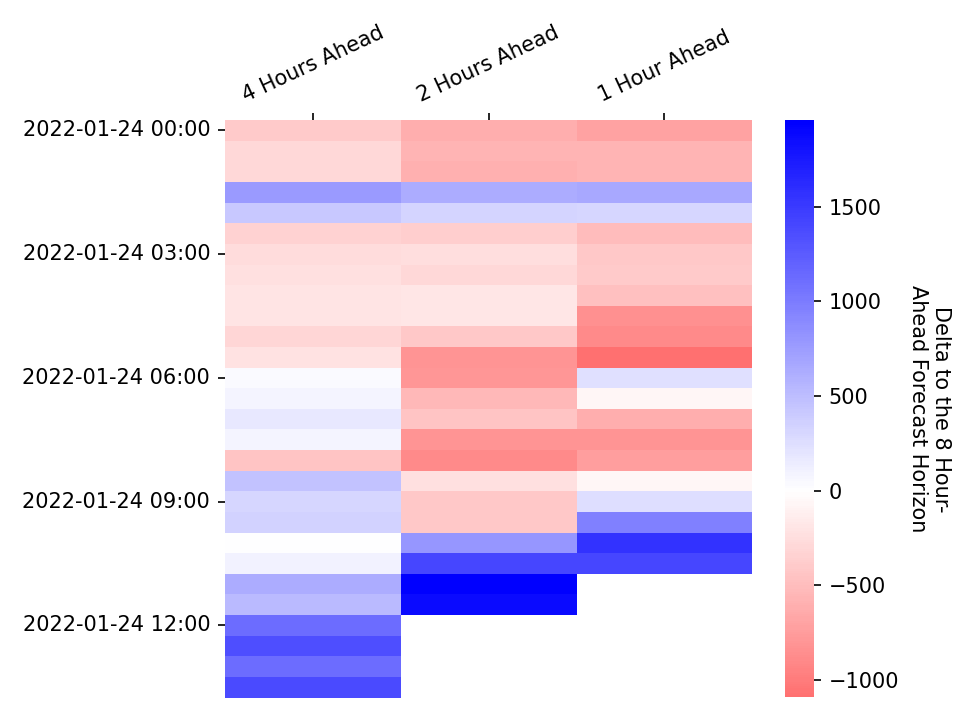 4 Hours Ahead
2 Hours Ahead
1 Hour Ahead
2022-01-24 00:00
2022-01-24 03:00
2022-01-24 06:00
2022-01-24 09:00
2022-01-24 12:00
1500
1000
500
0
−500
−1000
Delta to the 8 Hour-
Ahead Forecast Horizon